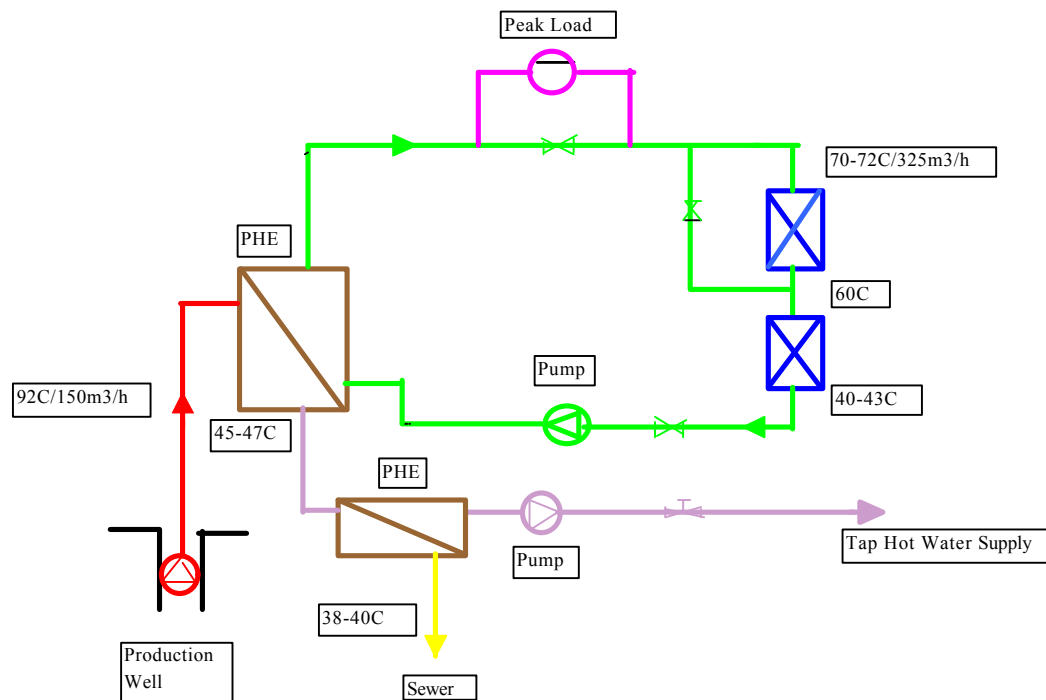 Peak Load
70-72C/325m3/h
PHE
60C
92C/150m3/h
Pump
40-43C
45-47C
PHE
Pump
Tap Hot Water Supply
38-40C
Production
Well
Sewer